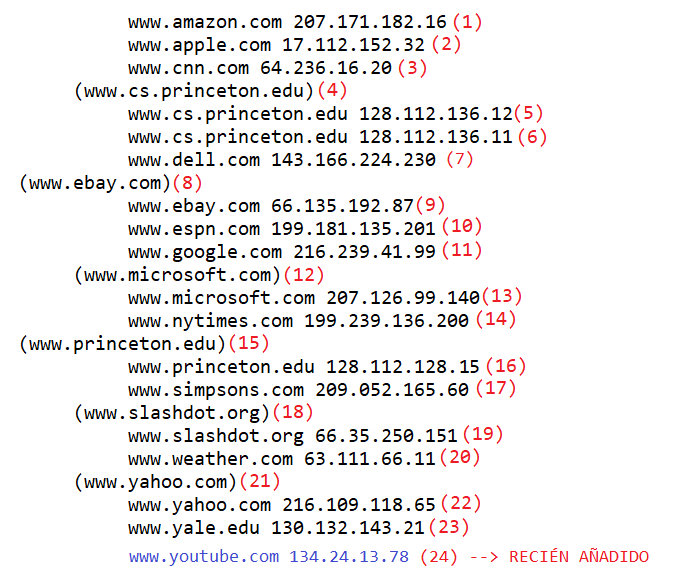 www.amazon.com 207.171.182.16 (1)
www.apple.com 17.112.152.32 (2)
www.cnn.com 64.236.16.20 (3)
(www.cs.princeton.edu)(4)
www.cs.princeton.edu 128.112.136.12(5)
www.cs.princeton.edu 128.112.136.11 (6)
www.dell.com 143.166.224.230 (7)
(www.ebay.com)(8)
www.ebay.com 66.135.192.87(9)
www.espn.com 199.181.135.201 (10)
www.google.com 216.239.41.99 (11)
(www.microsoft.com)(12)
www.microsoft.com 207.126.99.140(13)
www.nytimes.com 199.239.136.200 (14)
(www.princeton.edu)(15)
www.princeton.edu 128.112.128.15 (16)
www.simpsons.com 209.052.165.60 (17)
(www.slashdot.org)(18)
www.slashdot.org 66.35.250.151 (19)
www.weather.com 63.111.66.11(20)
(www.yahoo.com)(21)
www.yahoo.com 216.109.118.65 (22)
www.yale.edu 130.132.143.21(23)
www.youtube.com 134.24.13.78 (24) --> RECIÉN AÑADIDO